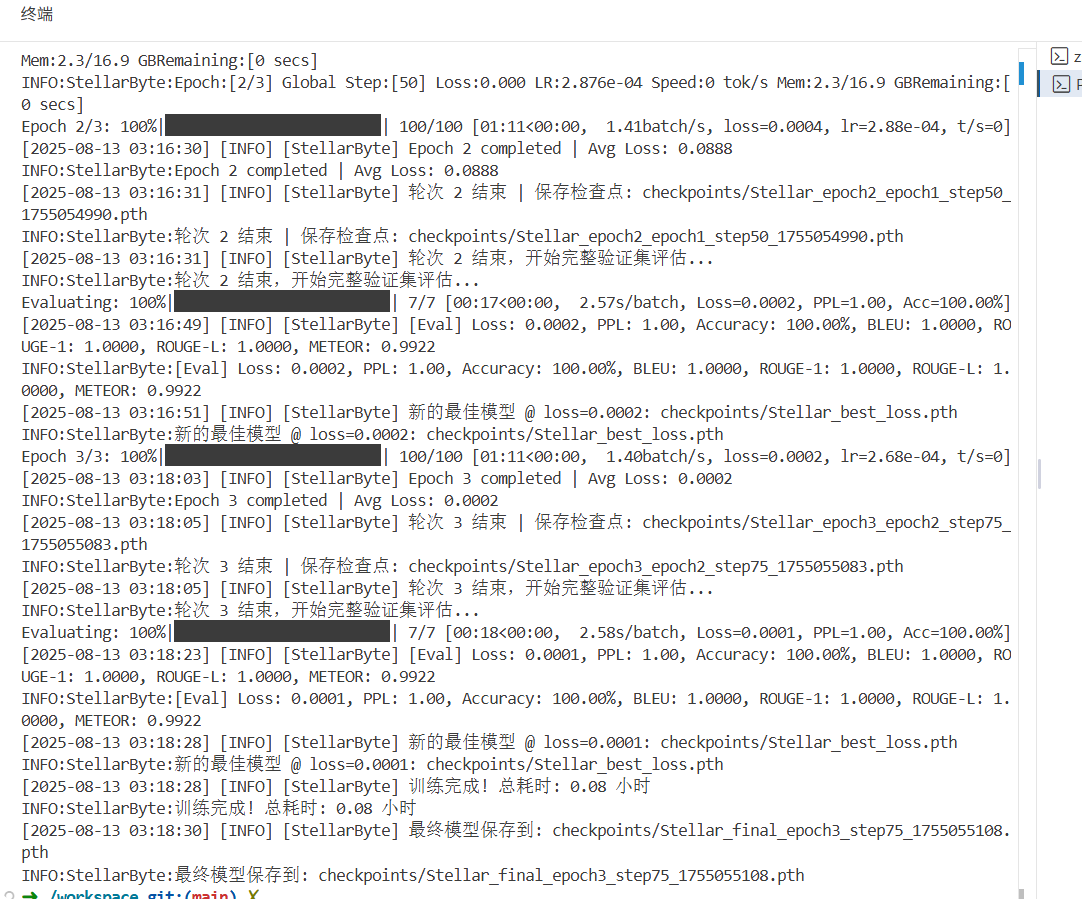 终端
Mem:2.3/16.9 GBRemaining:[0 secs]
INFO:StellarByte:Epoch:[2/3] Global Step:[50] Loss:0.000 LR:2.876e-04 Speed:0 tok/s Mem:2.3/16.9 GBRemaining:[
0 secs]
Epoch 2/3: 100%|| 100/100 [01:11<00:00,  1.41batch/s, loss=0.0004, lr=2.88e-04, t/s=0]
[2025-08-13 03:16:30] [INFO] [StellarByte] Epoch 2 completed | Avg Loss: 0.0888
INFO:StellarByte:Epoch 2 completed | Avg Loss: 0.0888
[2025-08-13 03:16:31] [INFO] [StellarByte] 轮次 2 结束 | 保存检查点: checkpoints/Stellar_epoch2_epoch1_step50_
1755054990.pth
INFO:StellarByte:轮次 2 结束 | 保存检查点: checkpoints/Stellar_epoch2_epoch1_step50_1755054990.pth
[2025-08-13 03:16:31] [INFO] [StellarByte] 轮次 2 结束，开始完整验证集评估...
INFO:StellarByte:轮次 2 结束，开始完整验证集评估...
Evaluating: 100%|| 7/7 [00:17<00:00,  2.57s/batch, Loss=0.0002, PPL=1.00, Acc=100.00%]
[2025-08-13 03:16:49] [INFO] [StellarByte] [Eval] Loss: 0.0002, PPL: 1.00, Accuracy: 100.00%, BLEU: 1.0000, RO
UGE-1: 1.0000, ROUGE-L: 1.0000, METEOR: 0.9922
INFO:StellarByte:[Eval] Loss: 0.0002, PPL: 1.00, Accuracy: 100.00%, BLEU: 1.0000, ROUGE-1: 1.0000, ROUGE-L: 1.
0000, METEOR: 0.9922
[2025-08-13 03:16:51] [INFO] [StellarByte] 新的最佳模型 @ loss=0.0002: checkpoints/Stellar_best_loss.pth
INFO:StellarByte:新的最佳模型 @ loss=0.0002: checkpoints/Stellar_best_loss.pth
Epoch 3/3: 100%|| 100/100 [01:11<00:00,  1.40batch/s, loss=0.0002, lr=2.68e-04, t/s=0]
[2025-08-13 03:18:03] [INFO] [StellarByte] Epoch 3 completed | Avg Loss: 0.0002
INFO:StellarByte:Epoch 3 completed | Avg Loss: 0.0002
[2025-08-13 03:18:05] [INFO] [StellarByte] 轮次 3 结束 | 保存检查点: checkpoints/Stellar_epoch3_epoch2_step75_
1755055083.pth
INFO:StellarByte:轮次 3 结束 | 保存检查点: checkpoints/Stellar_epoch3_epoch2_step75_1755055083.pth
[2025-08-13 03:18:05] [INFO] [StellarByte] 轮次 3 结束，开始完整验证集评估...
INFO:StellarByte:轮次 3 结束，开始完整验证集评估...
Evaluating: 100%|| 7/7 [00:18<00:00,  2.58s/batch, Loss=0.0001, PPL=1.00, Acc=100.00%]
[2025-08-13 03:18:23] [INFO] [StellarByte] [Eval] Loss: 0.0001, PPL: 1.00, Accuracy: 100.00%, BLEU: 1.0000, RO
UGE-1: 1.0000, ROUGE-L: 1.0000, METEOR: 0.9922
INFO:StellarByte:[Eval] Loss: 0.0001, PPL: 1.00, Accuracy: 100.00%, BLEU: 1.0000, ROUGE-1: 1.0000, ROUGE-L: 1.
0000, METEOR: 0.9922
[2025-08-13 03:18:28] [INFO] [StellarByte] 新的最佳模型 @ loss=0.0001: checkpoints/Stellar_best_loss.pth
INFO:StellarByte:新的最佳模型 @ loss=0.0001: checkpoints/Stellar_best_loss.pth
[2025-08-13 03:18:28] [INFO] [StellarByte] 训练完成！总耗时: 0.08 小时
INFO:StellarByte:训练完成！总耗时: 0.08 小时
[2025-08-13 03:18:30] [INFO] [StellarByte] 最终模型保存到: checkpoints/Stellar_final_epoch3_step75_1755055108.
pth
INFO:StellarByte:最终模型保存到: checkpoints/Stellar_final_epoch3_step75_1755055108.pth
➜ /workspace git:(main) ✗